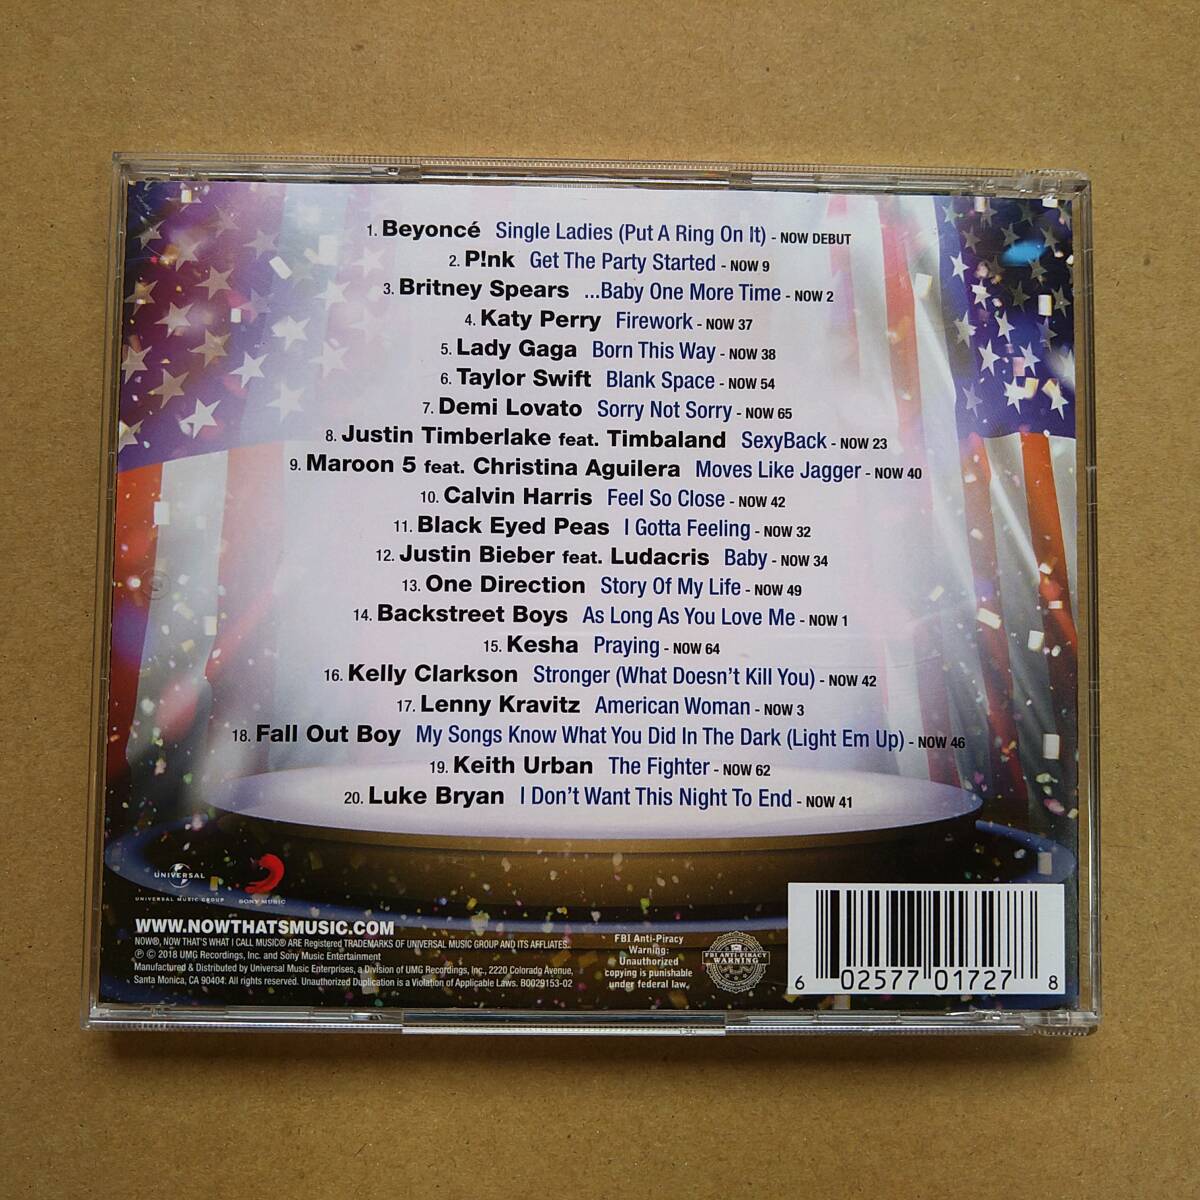 1. Beyoncé Single Ladies (Put A Ring On It) - NOW DEBUT
2. P!nk Get The Party Started - NOW 9
3. Britney Spears ...Baby One More Time - NOW 2
4. Katy Perry Firework - NOW 37
5. Lady Gaga Born This Way - NOW 38
6. Taylor Swift Blank Space - NOW 54
7. Demi Lovato Sorry Not Sorry - NOW 65
8. Justin Timberlake feat. Timbaland SexyBack - NOW 23
9. Maroon 5 feat. Christina Aguilera Moves Like Jagger - NOW 40
10. Calvin Harris Feel So Close - NOW 42
11. Black Eyed Peas I Gotta Feeling - NOW 32
12. Justin Bieber feat. Ludacris Baby - NOW 34
13. One Direction Story Of My Life - NOW 49
14. Backstreet Boys As Long As You Love Me - NOW 1
15. Kesha Praying - NOW 64
16. Kelly Clarkson Stronger (What Doesn't Kill You) - NOW 42
17. Lenny Kravitz American Woman - NOW 3
18. Fall Out Boy My Songs Know What You Did In The Dark (Light Em Up) - NOW 46
19. Keith Urban The Fighter - NOW 62
20. Luke Bryan I Don't Want This Night To End - NOW 41
UNIVERSAL
UNIVERSAL MUSIC GROUP
SONY MUSIC
WWW.NOWTHATSMUSIC.COM
NOW®, NOW THAT'S WHAT I CALL MUSIC® ARE Registered TRADEMARKS OF UNIVERSAL MUSIC GROUP AND ITS AFFLIATES.
℗ © 2018 UMG Recordings, Inc. and Sony Music Entertainment
Manufactured & Distributed by Universal Music Enterprises, a Division of UMG Recordings, Inc., 2220 Colorado Avenue,
Santa Monica, CA 90404. All rights reserved. Unauthorized Duplication is a Violation of Applicable Laws. B0029153-02
FBI Anti-Piracy
Warning:
Unauthorized
copying is punishable
under federal law.
FBI ANTI-PIRACY
WARNING
6 02577 01727 8